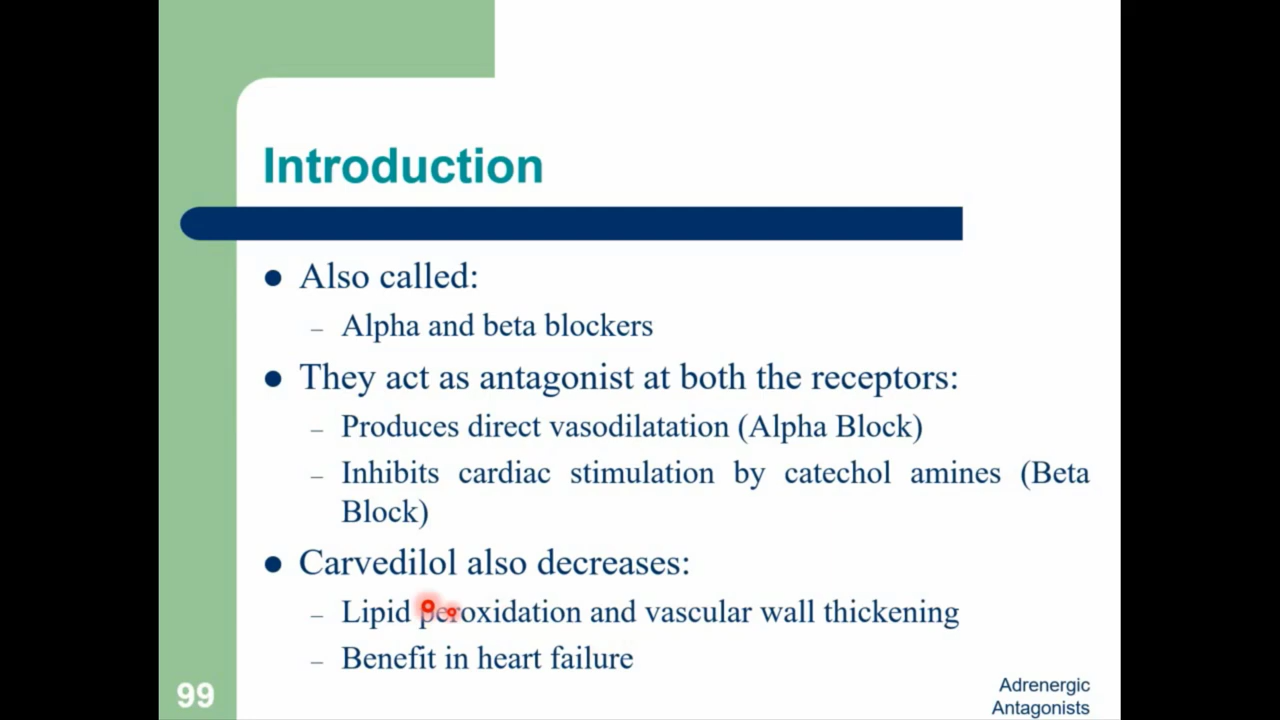 Introduction
● Also called:
– Alpha and beta blockers
● They act as antagonist at both the receptors:
– Produces direct vasodilatation (Alpha Block)
– Inhibits cardiac stimulation by catechol amines (Beta
Block)
● Carvedilol also decreases:
– Lipid peroxidation and vascular wall thickening
– Benefit in heart failure
99
Adrenergic
Antagonists